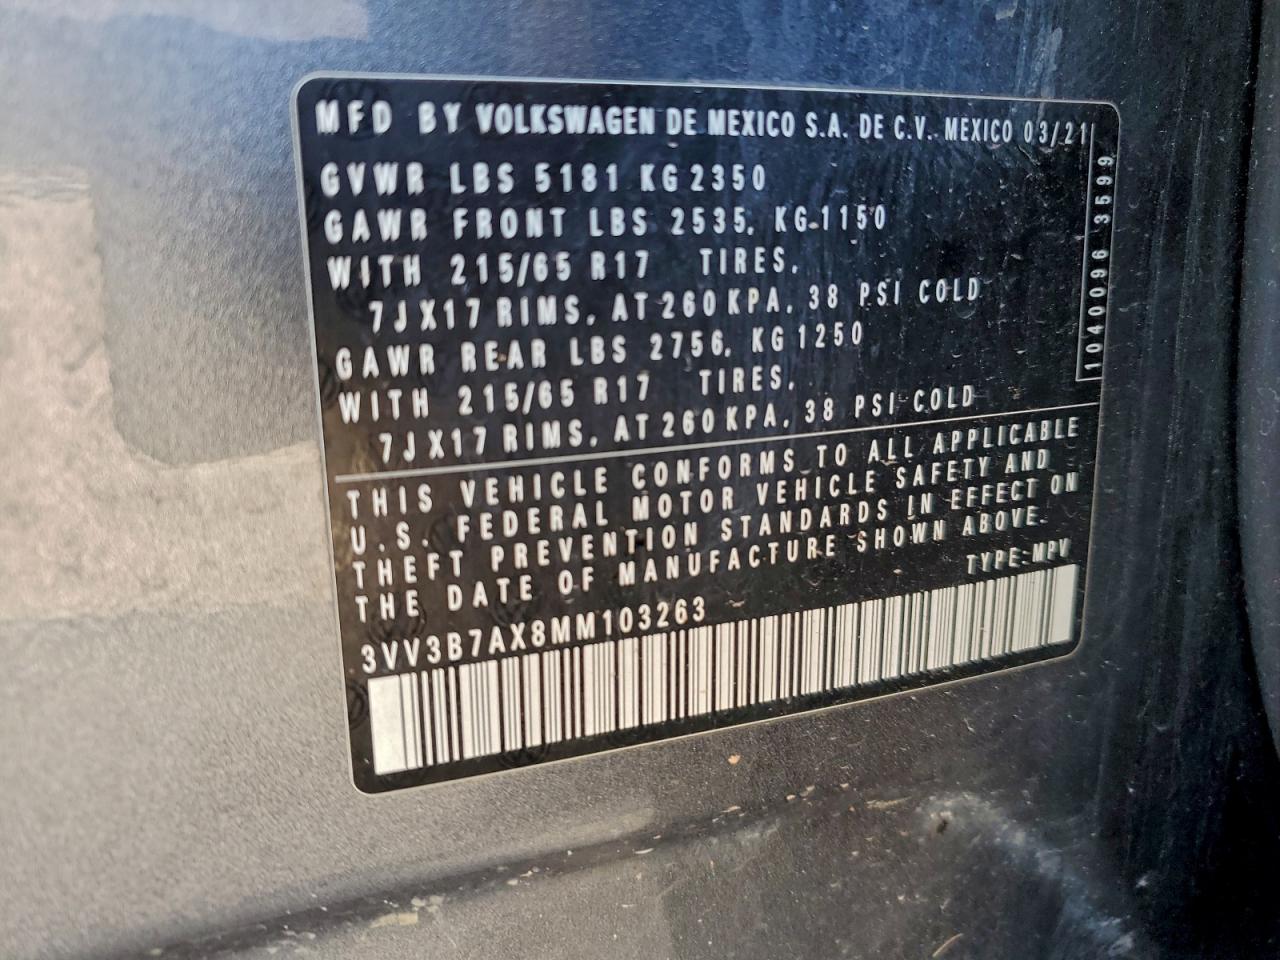 MFD BY VOLKSWAGEN DE MEXICO S.A. DE C.V. MEXICO 03/21
GVWR LBS 5181 KG 2350
GAWR FRONT LBS 2535, KG 1150
WITH 215/65 R17 TIRES,
7JX17 RIMS, AT 260 KPA, 38 PSI COLD
GAWR REAR LBS 2756, KG 1250
WITH 215/65 R17 TIRES,
7JX17 RIMS, AT 260 KPA, 38 PSI COLD
1040096 3599
THIS VEHICLE CONFORMS TO ALL APPLICABLE
U.S. FEDERAL MOTOR VEHICLE SAFETY AND
THEFT PREVENTION STANDARDS IN EFFECT ON
THE DATE OF MANUFACTURE SHOWN ABOVE.
TYPE:MPV
3VV3B7AX8MM103263